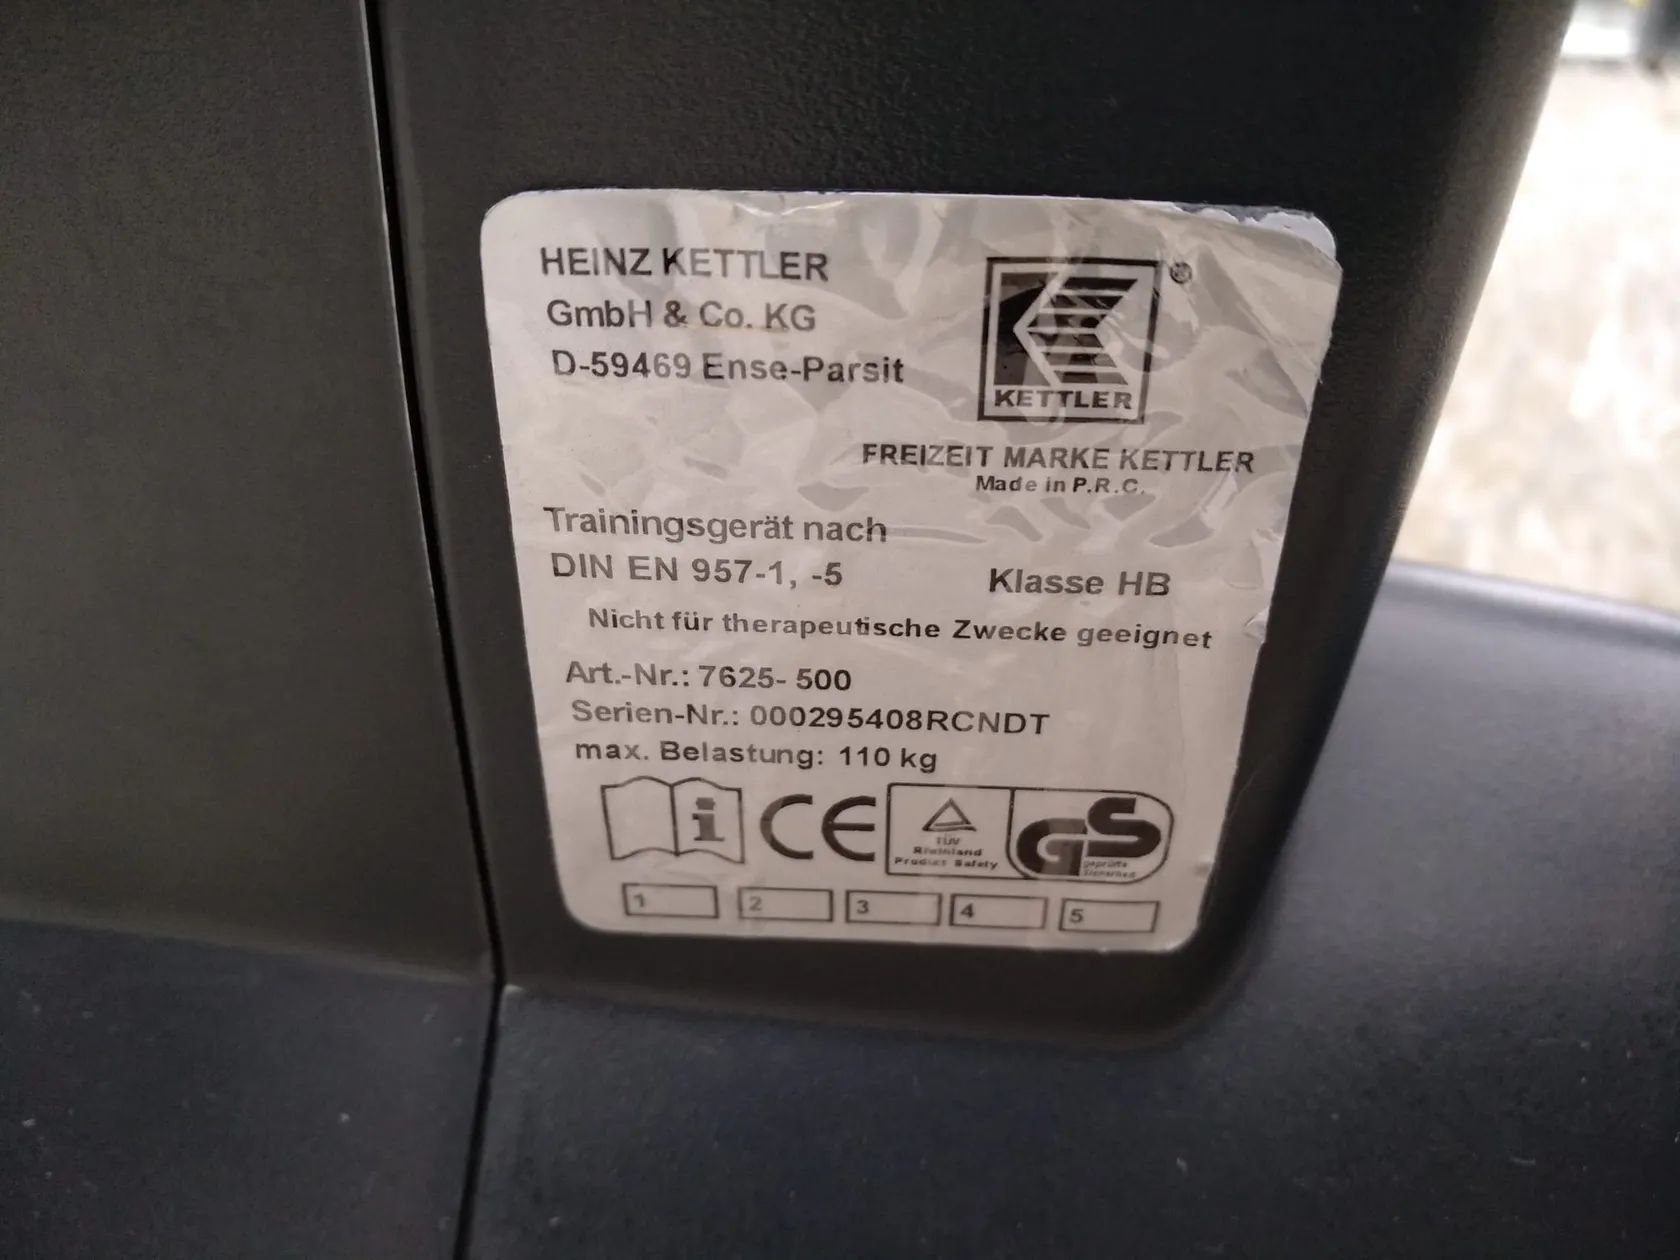 HEINZ KETTLER
GmbH & Co. KG
D-59469 Ense-Parsit
®
KETTLER
FREIZEIT MARKE KETTLER
Made in P.R.C.
Trainingsgerät nach
DIN EN 957-1, -5 Klasse HB
Nicht für therapeutische Zwecke geeignet
Art.-Nr.: 7625- 500
Serien-Nr.: 000295408RCNDT
max. Belastung: 110 kg
i CE
TÜV
Rheinland
Product Safety
GS
geprüfte
Sicherheit
1 2 3 4 5